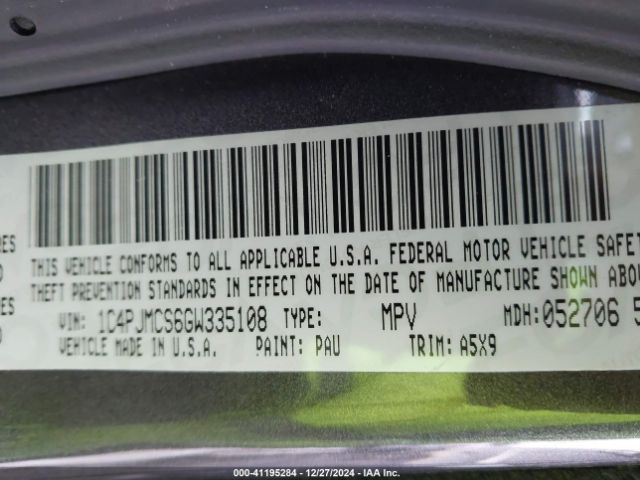 THIS VEHICLE CONFORMS TO ALL APPLICABLE U.S.A. FEDERAL MOTOR VEHICLE SAFET
THEFT PREVENTION STANDARDS IN EFFECT ON THE DATE OF MANUFACTURE SHOWN ABO
VIN: 1C4PJMCS6GW335108 TYPE: MPV MDH:052706 5
VEHICLE MADE IN U.S.A. PAINT: PAU TRIM: A5X9
000-41195284 - 12/27/2024 - IAA Inc.